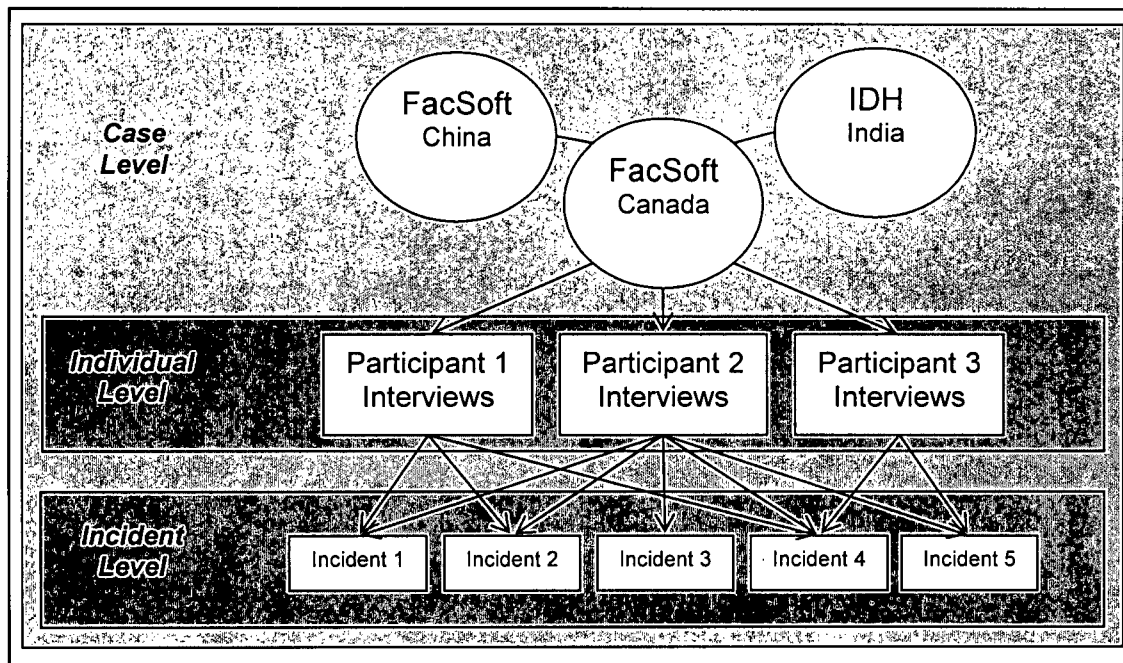 Case
Level
FacSoft
China
FacSoft
Canada
IDH
India
Individual
Level
Participant 1
Interviews
Participant 2
Interviews
Participant 3
Interviews
Incident
Level
Incident 1
Incident 2
Incident 3
Incident 4
Incident 5